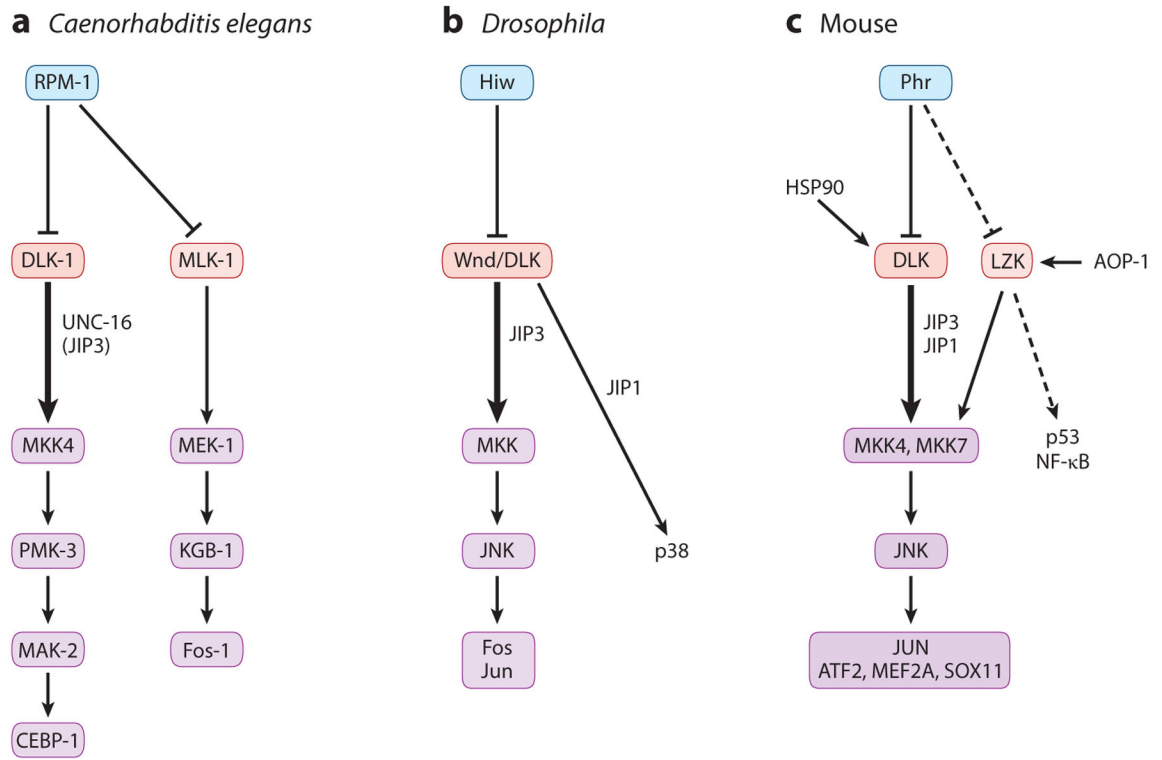 a Caenorhabditis elegans
RPM-1
DLK-1
MLK-1
UNC-16
(JIP3)
MKK4
MEK-1
PMK-3
KGB-1
MAK-2
Fos-1
CEBP-1
b Drosophila
Hiw
Wnd/DLK
JIP3
JIP1
MKK
JNK
p38
Fos
Jun
c Mouse
Phr
HSP90
DLK
LZK
AOP-1
JIP3
JIP1
MKK4, MKK7
p53
NF-κB
JNK
JUN
ATF2, MEF2A, SOX11